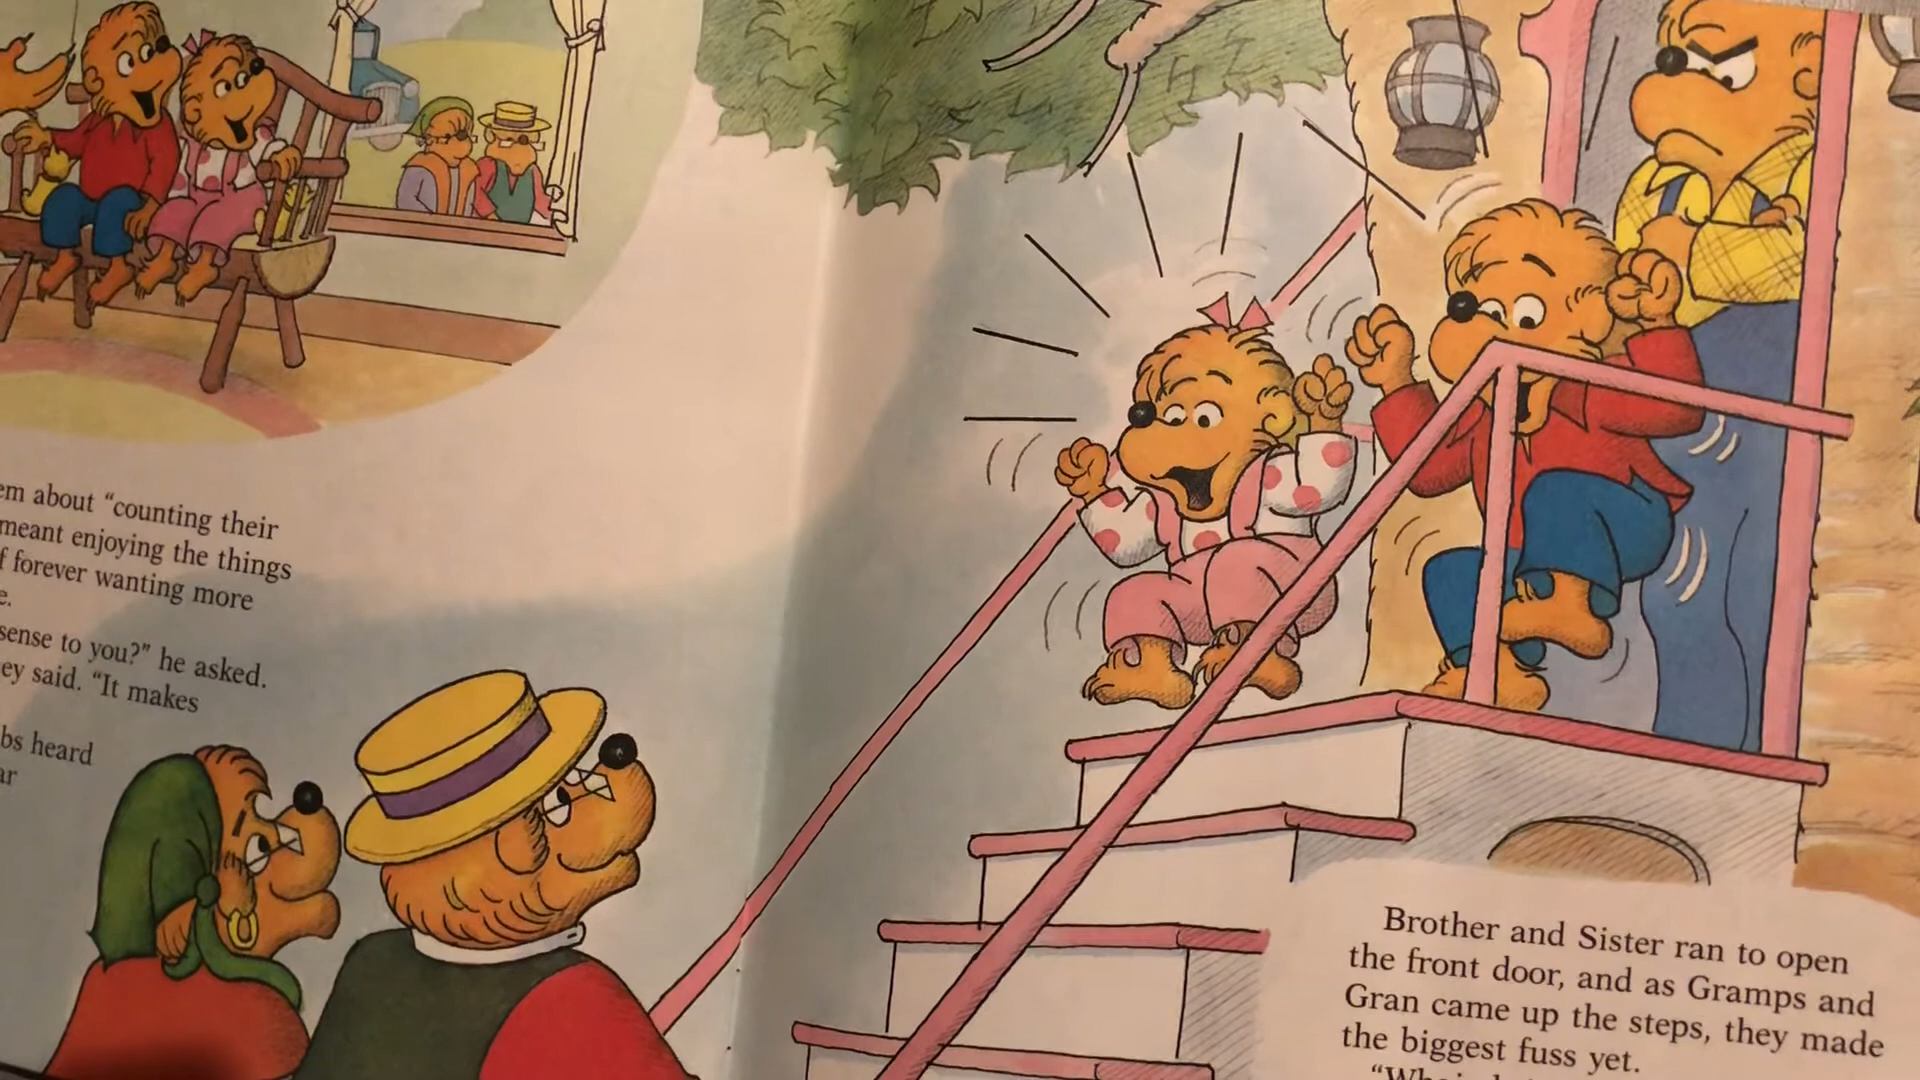 em about “counting their
meant enjoying the things
f forever wanting more
e.
sense to you?” he asked.
ey said. “It makes
bs heard
ar
Brother and Sister ran to open
the front door, and as Gramps and
Gran came up the steps, they made
the biggest fuss yet.